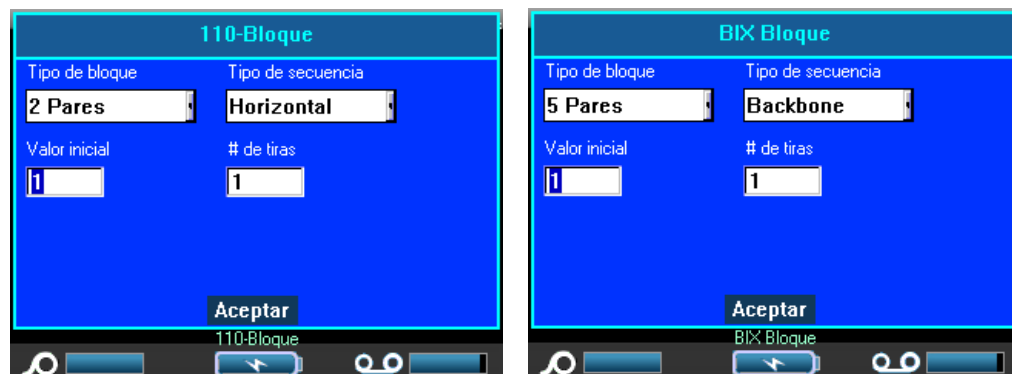 110-Bloque
Tipo de bloque Tipo de secuencia
2 Pares Horizontal
Valor inicial # de tiras
1 1
Aceptar
110-Bloque
BIX Bloque
Tipo de bloque Tipo de secuencia
5 Pares Backbone
Valor inicial # de tiras
1 1
Aceptar
BIX Bloque